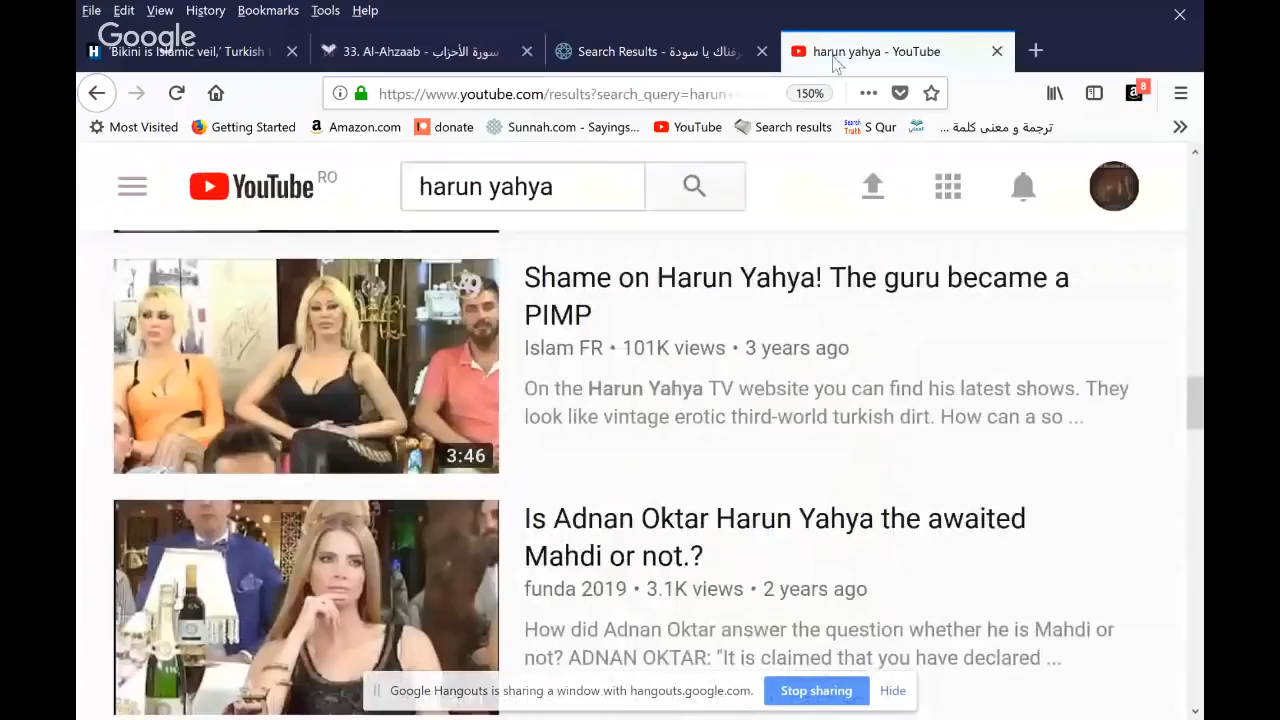 File Edit View History Bookmarks Tools Help
Google
'Bikini is Islamic veil,' Turkish t
33. Al-Ahzaab - سورة الأحزاب
Search Results - رفناك يا سودة
harun yahya - YouTube
https://www.youtube.com/results?search_query=harun+
150%
8
Most Visited Getting Started Amazon.com donate Sunnah.com - Sayings... YouTube Search results S Qur ترجمة و معنى كلمة ...
YouTube RO
harun yahya
Shame on Harun Yahya! The guru became a
PIMP
Islam FR • 101K views • 3 years ago
On the Harun Yahya TV website you can find his latest shows. They
look like vintage erotic third-world turkish dirt. How can a so ...
3:46
Is Adnan Oktar Harun Yahya the awaited
Mahdi or not.?
funda 2019 • 3.1K views • 2 years ago
How did Adnan Oktar answer the question whether he is Mahdi or
not? ADNAN OKTAR: "It is claimed that you have declared ...
Google Hangouts is sharing a window with hangouts.google.com. Stop sharing Hide